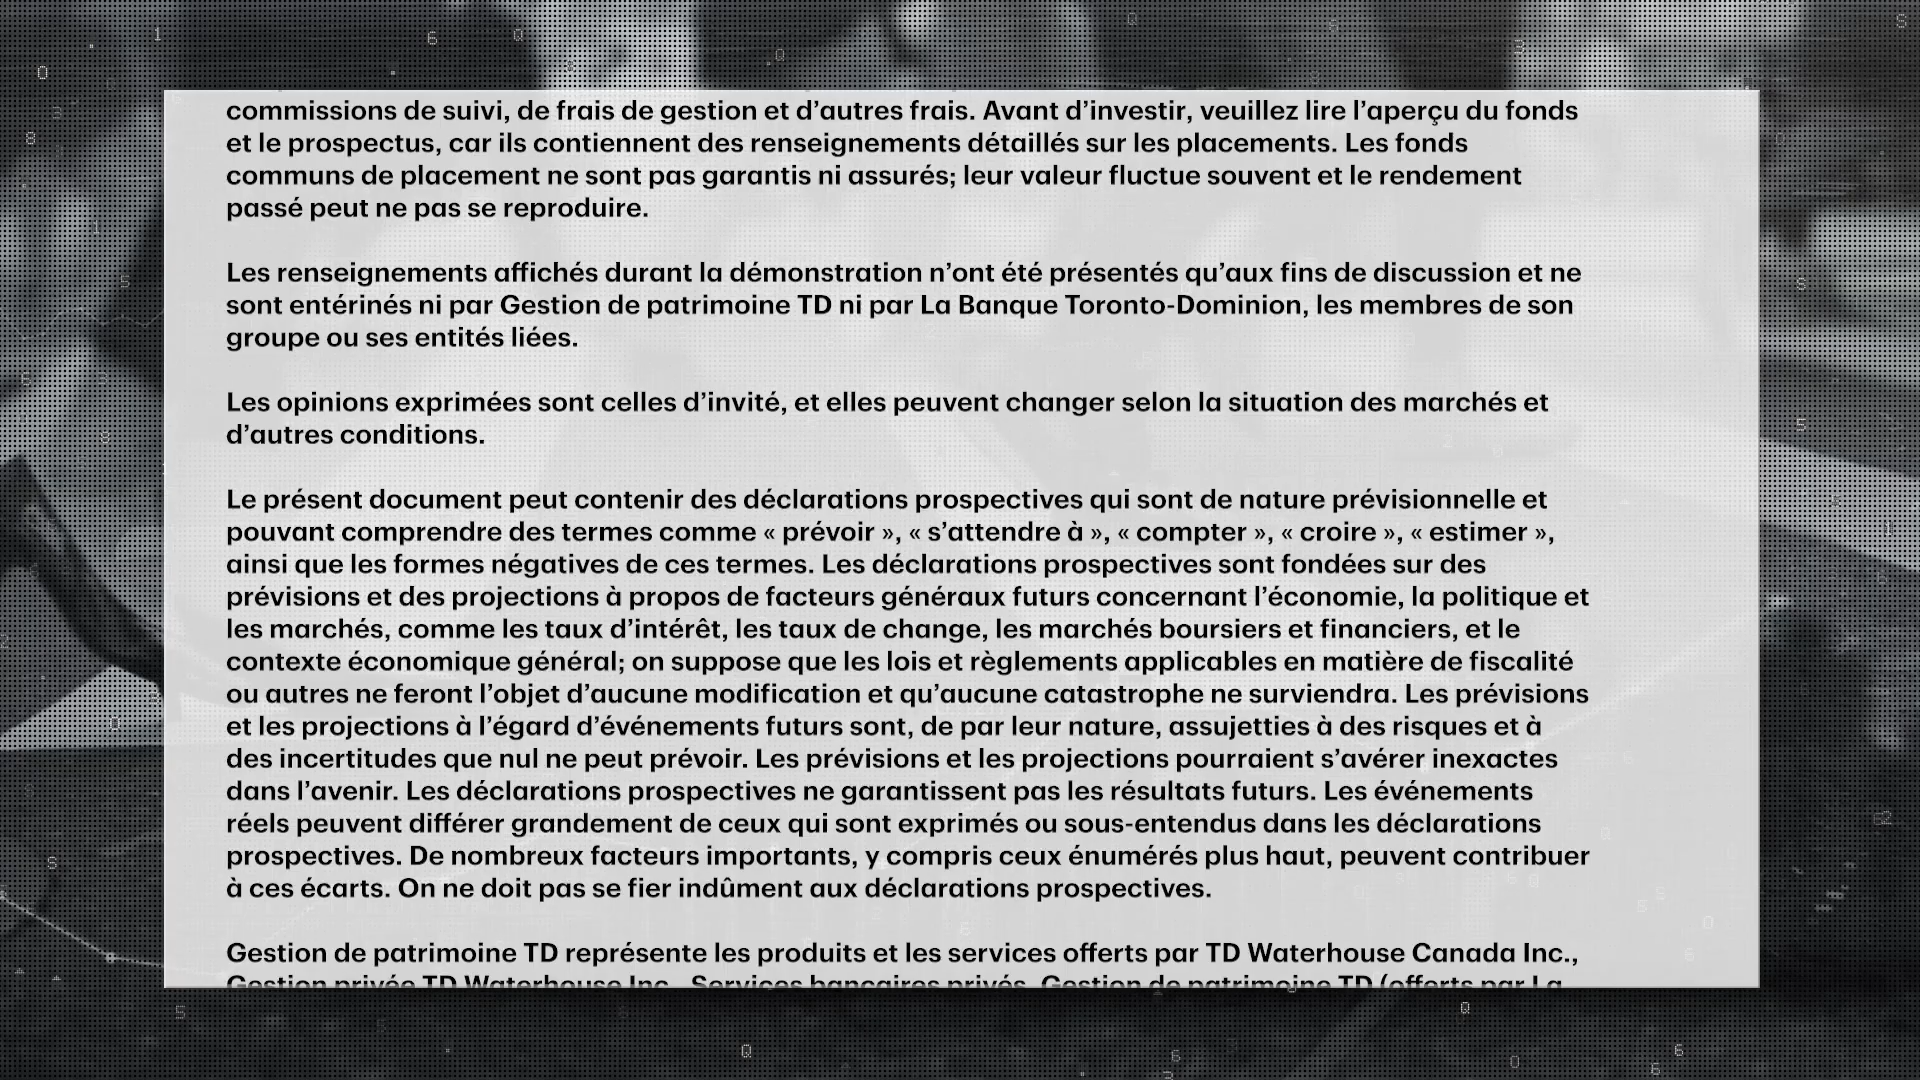 commissions de suivi, de frais de gestion et d’autres frais. Avant d’investir, veuillez lire l’aperçu du fonds
et le prospectus, car ils contiennent des renseignements détaillés sur les placements. Les fonds
communs de placement ne sont pas garantis ni assurés; leur valeur fluctue souvent et le rendement
passé peut ne pas se reproduire.
Les renseignements affichés durant la démonstration n’ont été présentés qu’aux fins de discussion et ne
sont entérinés ni par Gestion de patrimoine TD ni par La Banque Toronto-Dominion, les membres de son
groupe ou ses entités liées.
Les opinions exprimées sont celles d’invité, et elles peuvent changer selon la situation des marchés et
d’autres conditions.
Le présent document peut contenir des déclarations prospectives qui sont de nature prévisionnelle et
pouvant comprendre des termes comme « prévoir », « s’attendre à », « compter », « croire », « estimer »,
ainsi que les formes négatives de ces termes. Les déclarations prospectives sont fondées sur des
prévisions et des projections à propos de facteurs généraux futurs concernant l’économie, la politique et
les marchés, comme les taux d’intérêt, les taux de change, les marchés boursiers et financiers, et le
contexte économique général; on suppose que les lois et règlements applicables en matière de fiscalité
ou autres ne feront l’objet d’aucune modification et qu’aucune catastrophe ne surviendra. Les prévisions
et les projections à l’égard d’événements futurs sont, de par leur nature, assujetties à des risques et à
des incertitudes que nul ne peut prévoir. Les prévisions et les projections pourraient s’avérer inexactes
dans l’avenir. Les déclarations prospectives ne garantissent pas les résultats futurs. Les événements
réels peuvent différer grandement de ceux qui sont exprimés ou sous-entendus dans les déclarations
prospectives. De nombreux facteurs importants, y compris ceux énumérés plus haut, peuvent contribuer
à ces écarts. On ne doit pas se fier indûment aux déclarations prospectives.
Gestion de patrimoine TD représente les produits et les services offerts par TD Waterhouse Canada Inc.,
Gestion privée TD Waterhouse Inc., Services bancaires privés, Gestion de patrimoine TD (offerts par La